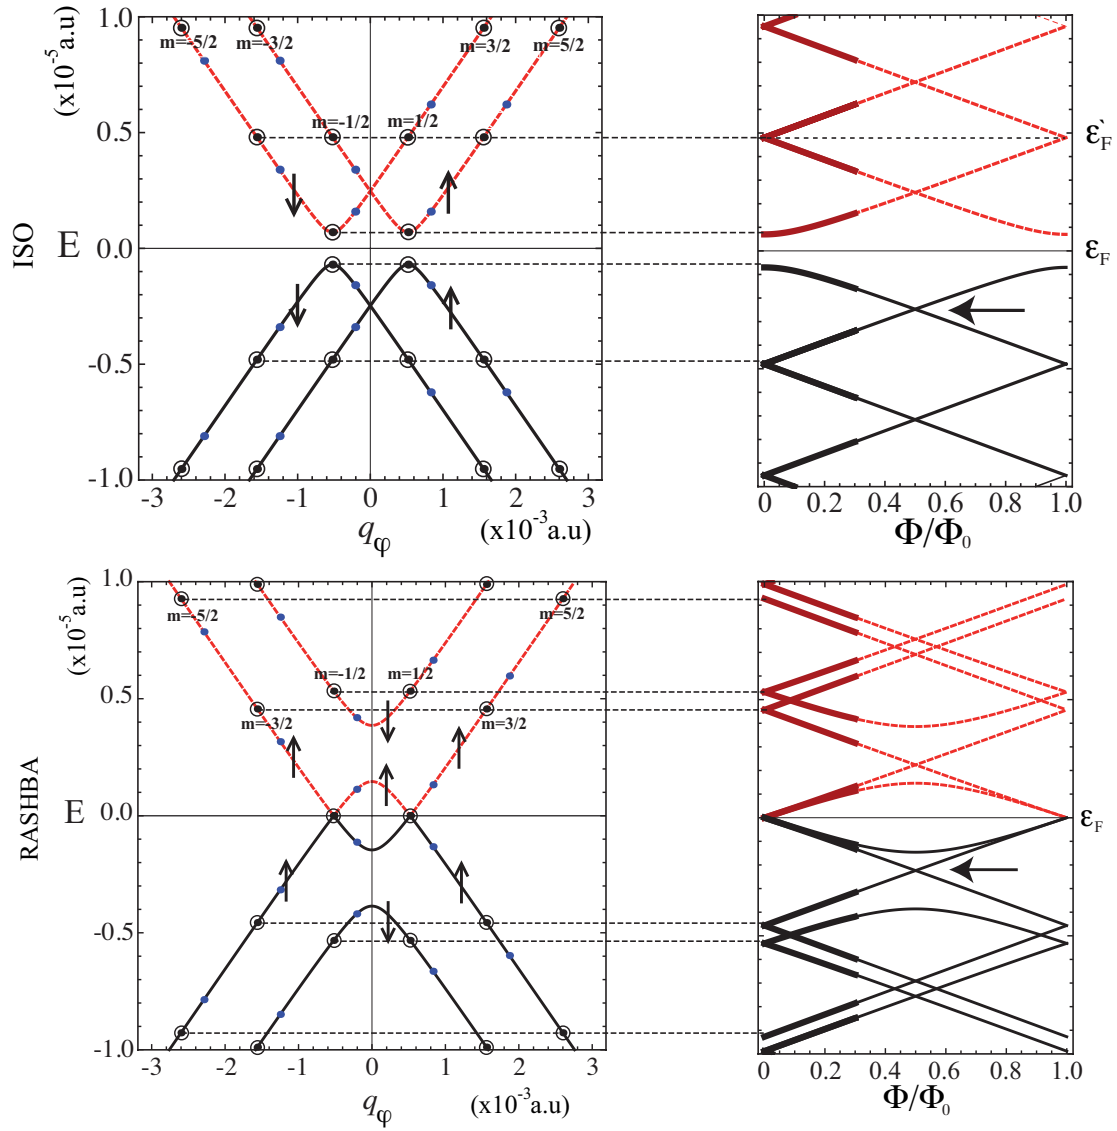 ISO
E
(x10⁻⁵a.u)
1.0
0.5
0.0
-0.5
-1.0
m=-5/2
m=-3/2
m=3/2
m=5/2
m=-1/2
m=1/2
-3
-2
-1
0
1
2
3
qφ
(x10⁻³a.u)
ε`F
εF
0
0.2
0.4
0.6
0.8
1.0
Φ/Φ₀
RASHBA
E
(x10⁻⁵a.u)
1.0
0.5
0.0
-0.5
-1.0
m=-5/2
m=5/2
m=-1/2
m=1/2
m=-3/2
m=3/2
-3
-2
-1
0
1
2
3
qφ
(x10⁻³a.u)
εF
0
0.2
0.4
0.6
0.8
1.0
Φ/Φ₀